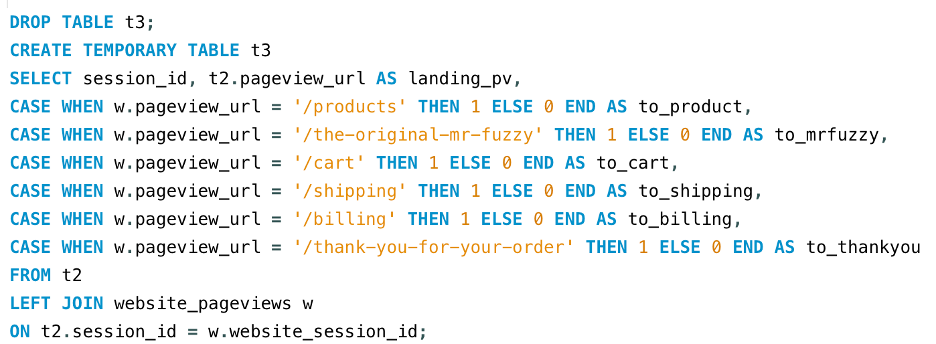 DROP TABLE t3;
CREATE TEMPORARY TABLE t3
SELECT session_id, t2.pageview_url AS landing_pv,
CASE WHEN w.pageview_url = '/products' THEN 1 ELSE 0 END AS to_product,
CASE WHEN w.pageview_url = '/the-original-mr-fuzzy' THEN 1 ELSE 0 END AS to_mrfuzzy,
CASE WHEN w.pageview_url = '/cart' THEN 1 ELSE 0 END AS to_cart,
CASE WHEN w.pageview_url = '/shipping' THEN 1 ELSE 0 END AS to_shipping,
CASE WHEN w.pageview_url = '/billing' THEN 1 ELSE 0 END AS to_billing,
CASE WHEN w.pageview_url = '/thank-you-for-your-order' THEN 1 ELSE 0 END AS to_thankyou
FROM t2
LEFT JOIN website_pageviews w
ON t2.session_id = w.website_session_id;